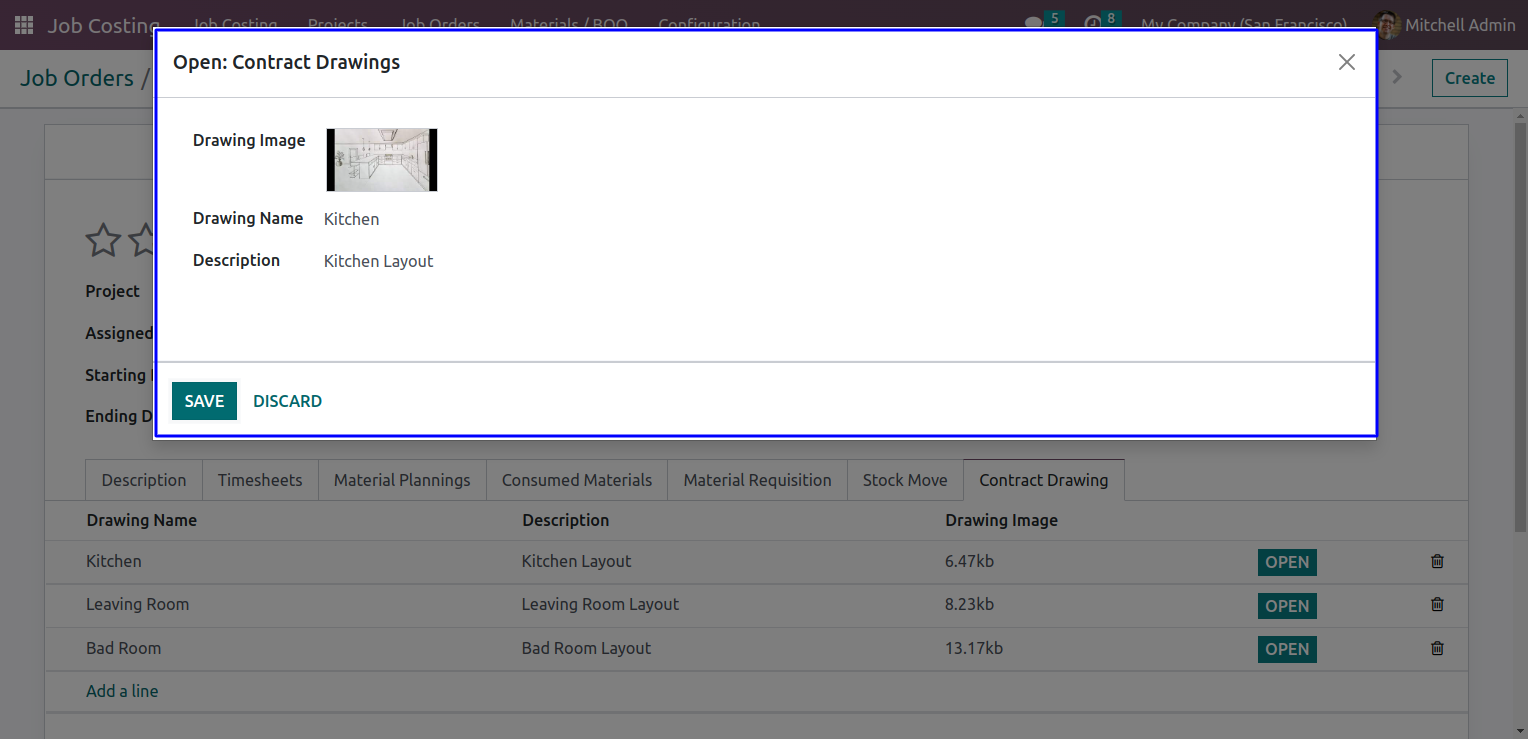 Job Costing Job Costing Projects Job Orders Materials / BOQ Configuration 5 8 My Company (San Francisco) Mitchell Admin
Job Orders / Create
Open: Contract Drawings
Drawing Image
Drawing Name Kitchen
Description Kitchen Layout
SAVE DISCARD
Project
Assigned
Starting
Ending D
Description Timesheets Material Plannings Consumed Materials Material Requisition Stock Move Contract Drawing
Drawing Name Description Drawing Image
Kitchen Kitchen Layout 6.47kb OPEN
Leaving Room Leaving Room Layout 8.23kb OPEN
Bad Room Bad Room Layout 13.17kb OPEN
Add a line